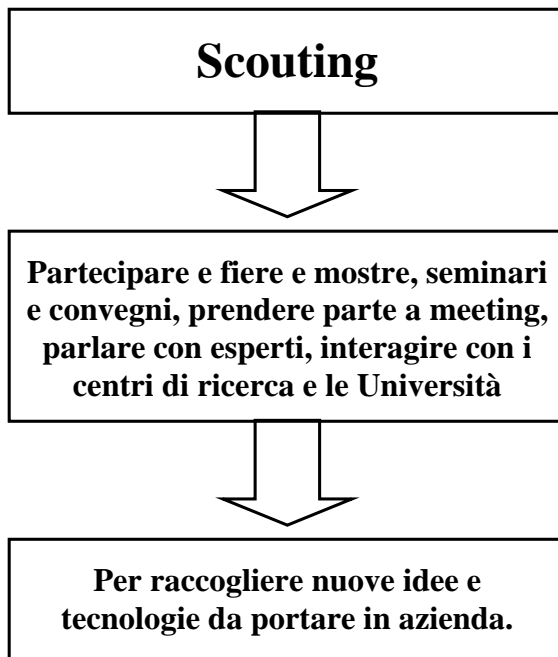 Scouting
Partecipare e fiere e mostre, seminari
e convegni, prendere parte a meeting,
parlare con esperti, interagire con i
centri di ricerca e le Università
Per raccogliere nuove idee e
tecnologie da portare in azienda.